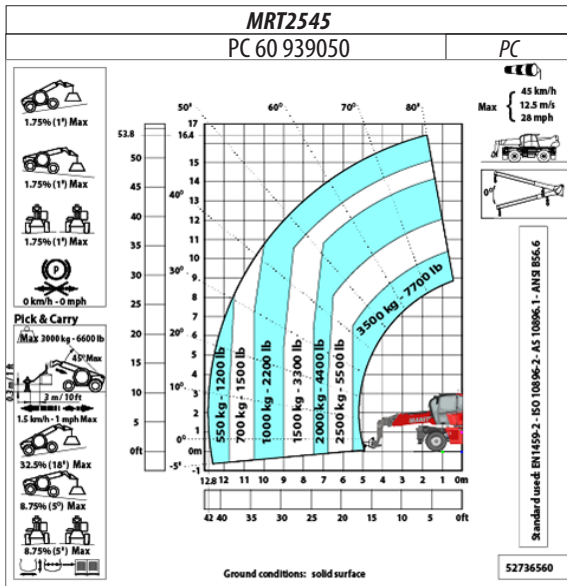 MRT2545
PC 60 939050
PC
1.75% (1°) Max
1.75% (1°) Max
1.75% (1°) Max
P
0 km/h - 0 mph
Pick & Carry
Max 3000 kg - 6600 lb
45° Max
0.3 m / 1 ft
3 m / 10 ft
1.5 km/h - 1 mph Max
32.5% (18°) Max
8.75% (5°) Max
8.75% (5°) Max
53.8
50
45
40
35
30
25
20
15
10
5
0ft
17
16.4
15
14
13
12
11
10
9
8
7
6
5
4
3
2
1
0m
-1
50°
60°
70°
80°
40°
30°
20°
10°
0°
-5°
550 kg - 1200 lb
700 kg - 1500 lb
1000 kg - 2200 lb
1500 kg - 3300 lb
2000 kg - 4400 lb
2500 kg - 5500 lb
3500 kg - 7700 lb
12.8 12 11 10 9 8 7 6 5 4 3 2 1 0m
42 40 35 30 25 20 15 10 5 0ft
Ground conditions: solid surface
Max
45 km/h
12.5 m/s
28 mph
0°
Standard used: EN1459-2 - ISO 10896-2 - AS 10896.1 - ANSI B56.6
52736560